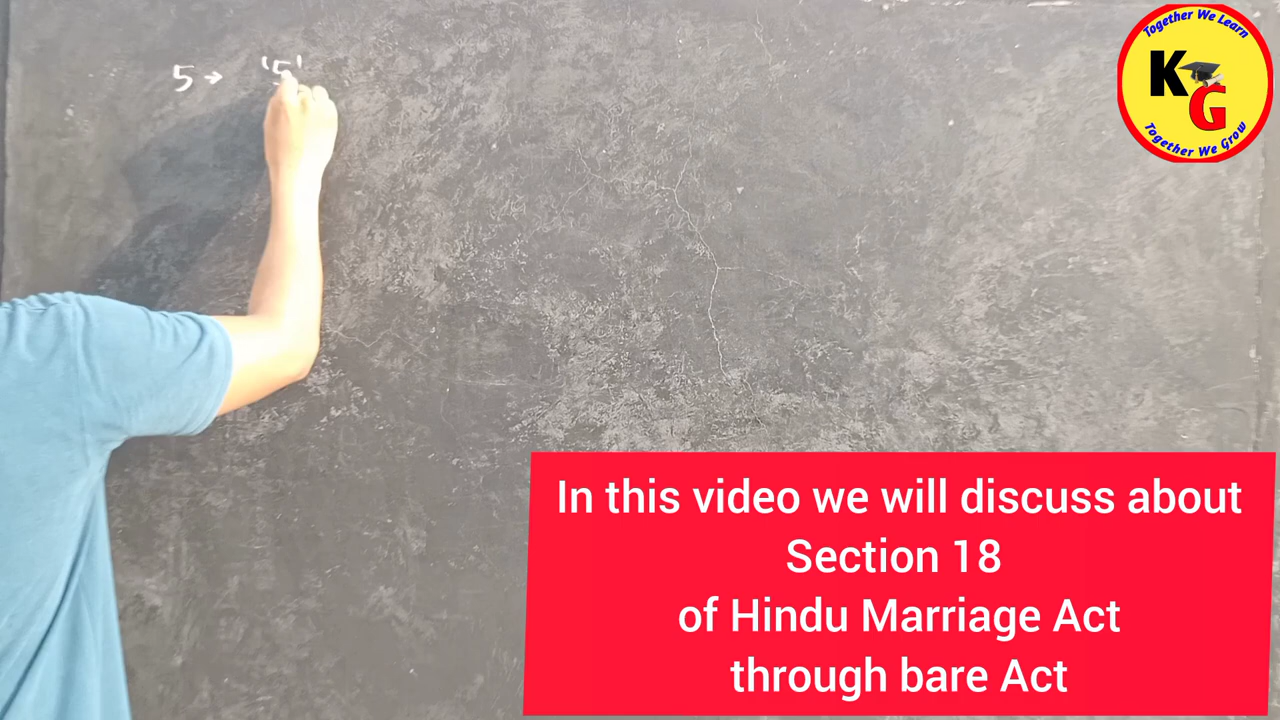 5 → '5'
Together We Learn
KG
Together We Grow
In this video we will discuss about
Section 18
of Hindu Marriage Act
through bare Act